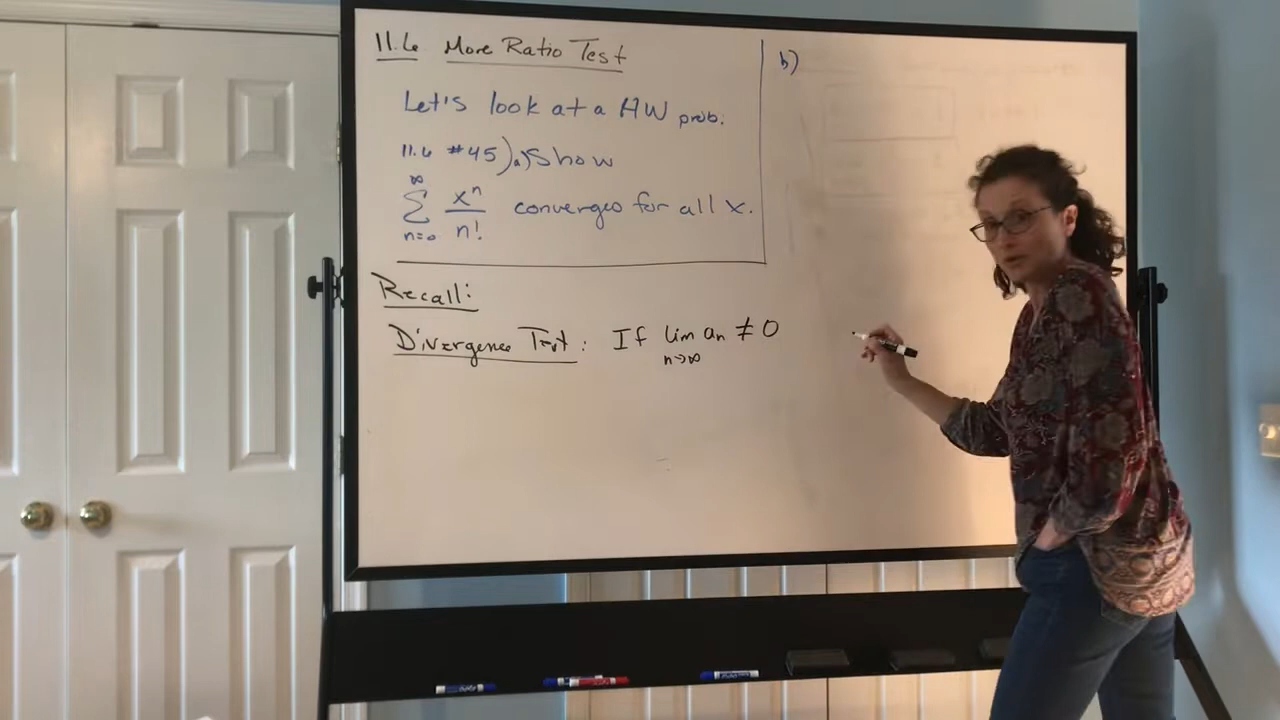 11.6 More Ratio Test
Let's look at a HW prob.
11.6 #45) a) Show
∞
∑ xⁿ/n! converges for all x.
n=0
b)
Recall:
Divergence Test: If lim an ≠ 0
n→∞